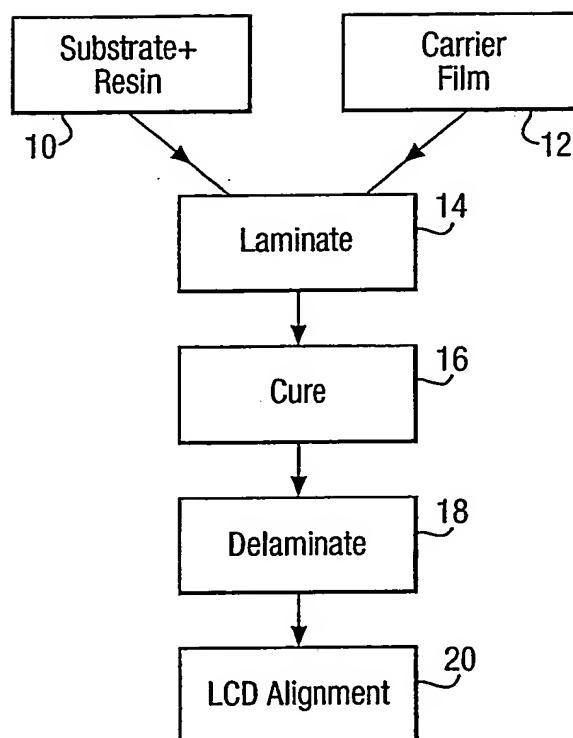 Substrate+
Resin
10
Carrier
Film
12
14
Laminate
16
Cure
18
Delaminate
20
LCD Alignment